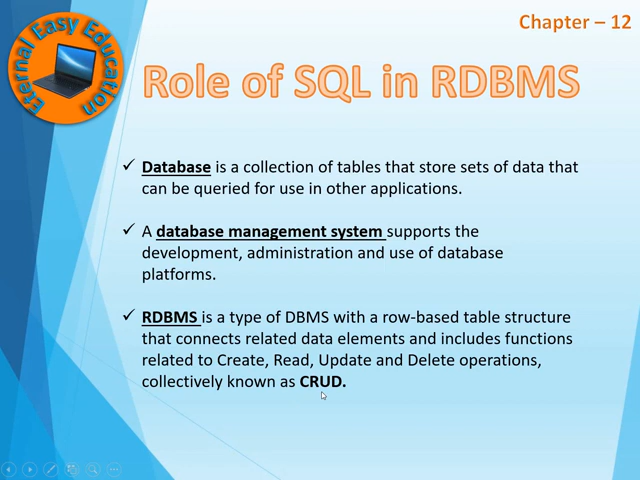 Chapter – 12
Eternal Easy Education
Role of SQL in RDBMS
✓ Database is a collection of tables that store sets of data that
can be queried for use in other applications.
✓ A database management system supports the
development, administration and use of database
platforms.
✓ RDBMS is a type of DBMS with a row-based table structure
that connects related data elements and includes functions
related to Create, Read, Update and Delete operations,
collectively known as CRUD.